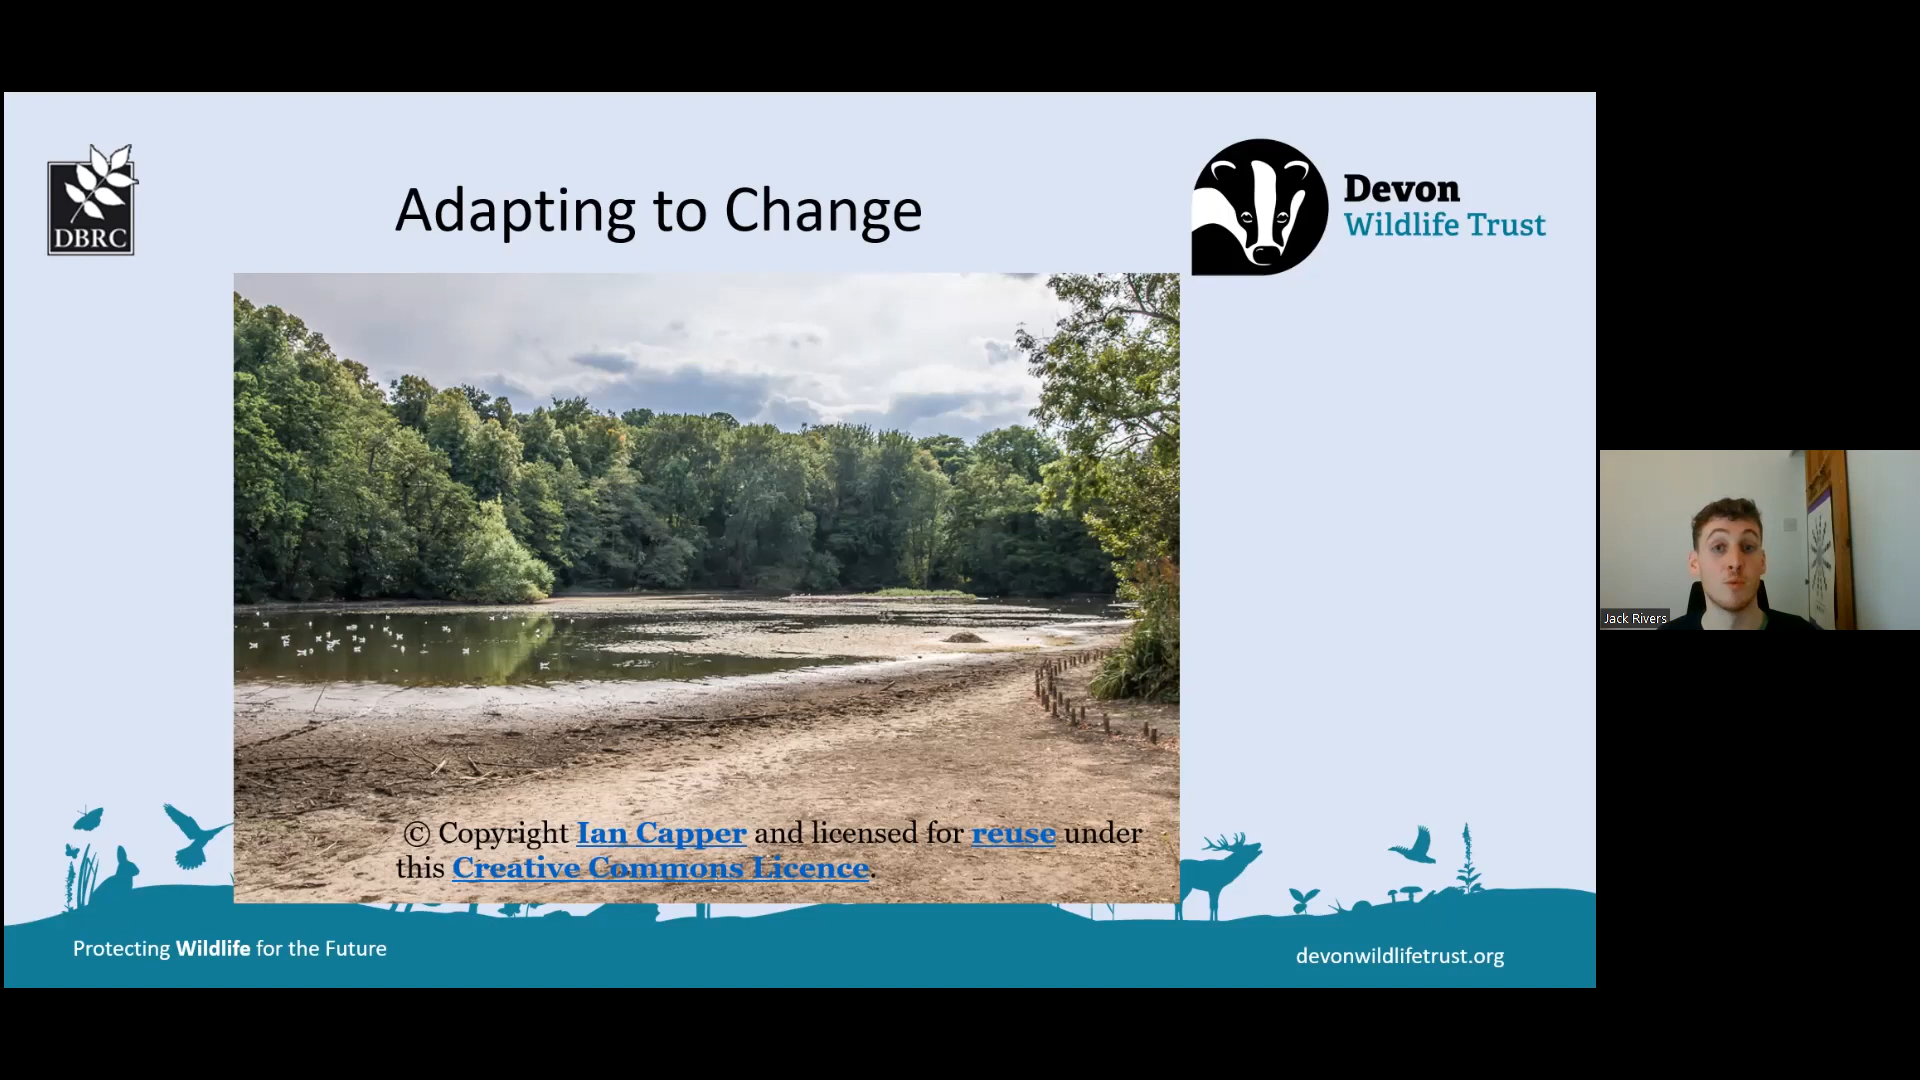 DBRC
Adapting to Change
Devon
Wildlife Trust
© Copyright Ian Capper and licensed for reuse under
this Creative Commons Licence.
Jack Rivers
Protecting Wildlife for the Future
devonwildlifetrust.org